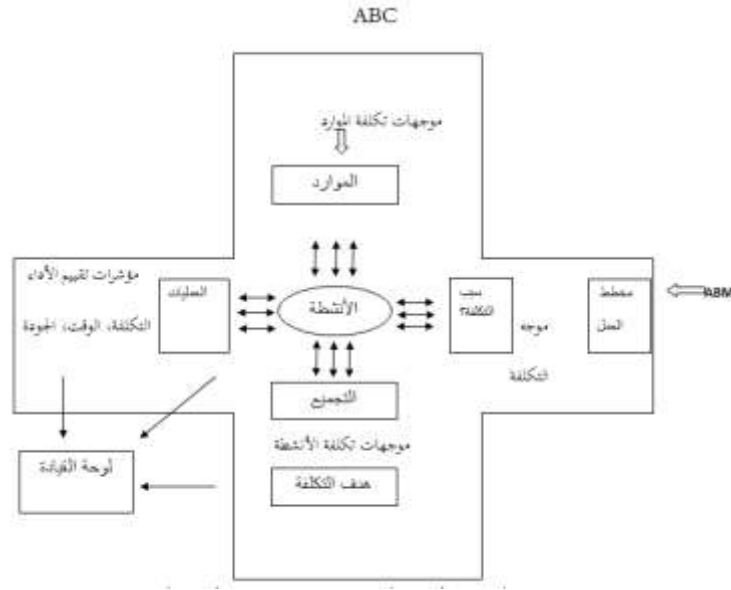 ABC
موجهات تكلفة الموارد
الموارد
مؤشرات تقييم الأداء
العمليات
الأنشطة
سبب
التكلفة
موجه
مخطط
العمل
ABM
التكلفة، الوقت، الجودة
التكلفة
التجميع
موجهات تكلفة الأنشطة
لوحة القيادة
هدف التكلفة